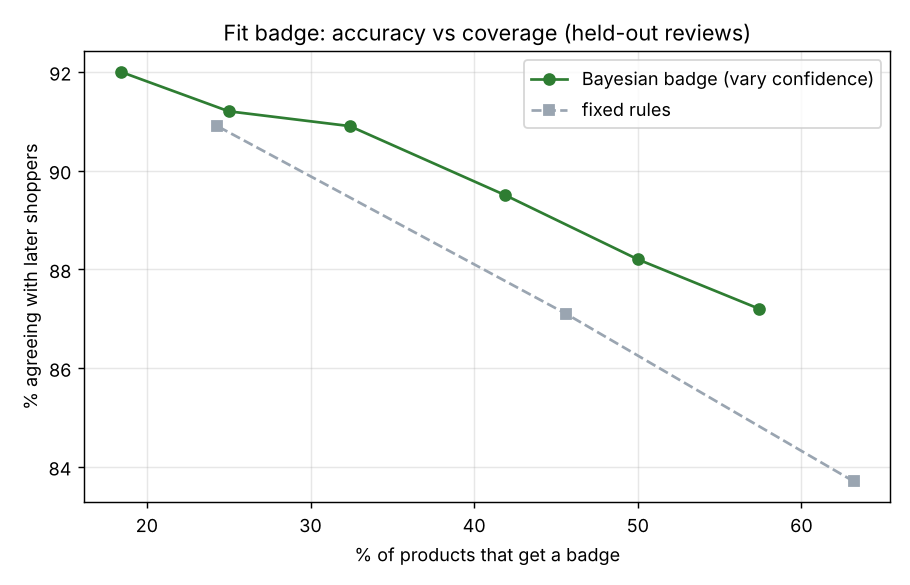 Fit badge: accuracy vs coverage (held-out reviews)
Bayesian badge (vary confidence)
fixed rules
% agreeing with later shoppers
92
90
88
86
84
20 30 40 50 60
% of products that get a badge